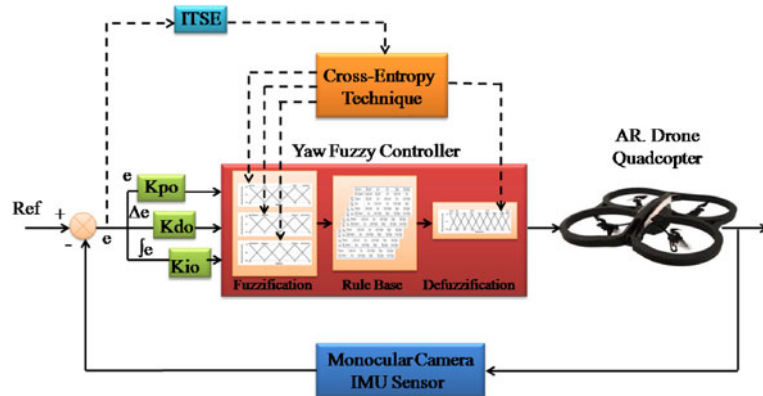 ITSE
Cross-Entropy
Technique
AR. Drone
Quadcopter
Yaw Fuzzy Controller
e
Kpo
Ref
+
Δe
Kdo
-
e
∫e
Kio
Fuzzification
Rule Base
Defuzzification
Monocular Camera
IMU Sensor